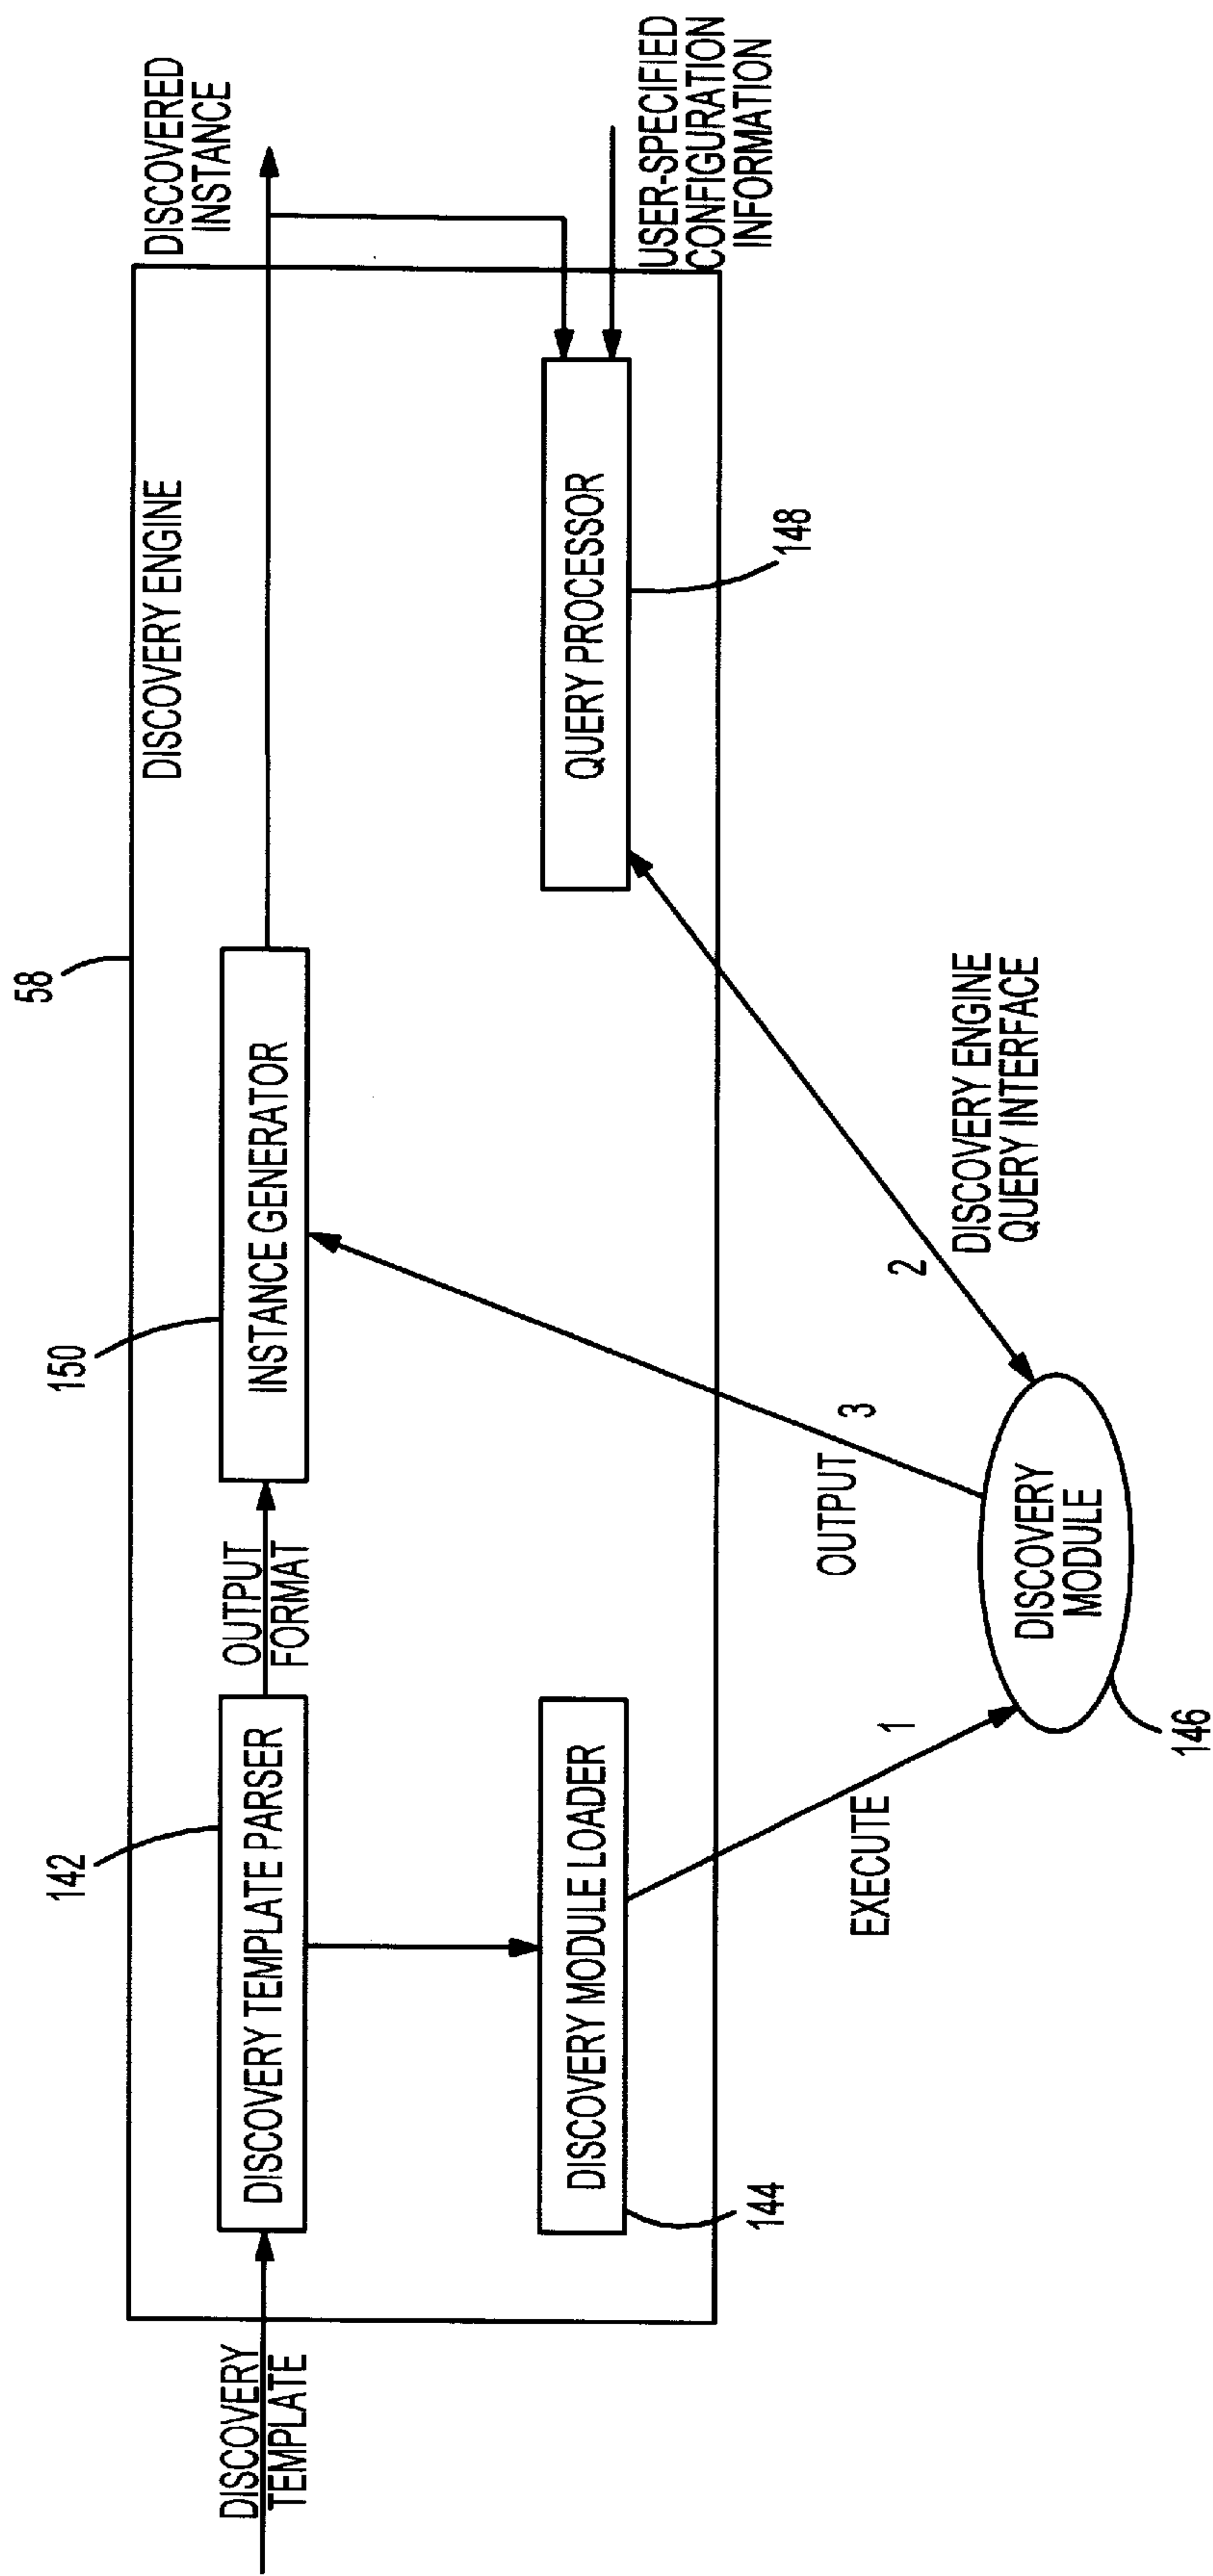 58
DISCOVERY ENGINE
DISCOVERED
INSTANCE
DISCOVERY
TEMPLATE
142
DISCOVERY TEMPLATE PARSER
OUTPUT
FORMAT
150
INSTANCE GENERATOR
DISCOVERY MODULE LOADER
144
QUERY PROCESSOR
148
USER-SPECIFIED
CONFIGURATION
INFORMATION
EXECUTE
1
OUTPUT
3
2
DISCOVERY ENGINE
QUERY INTERFACE
DISCOVERY
MODULE
146